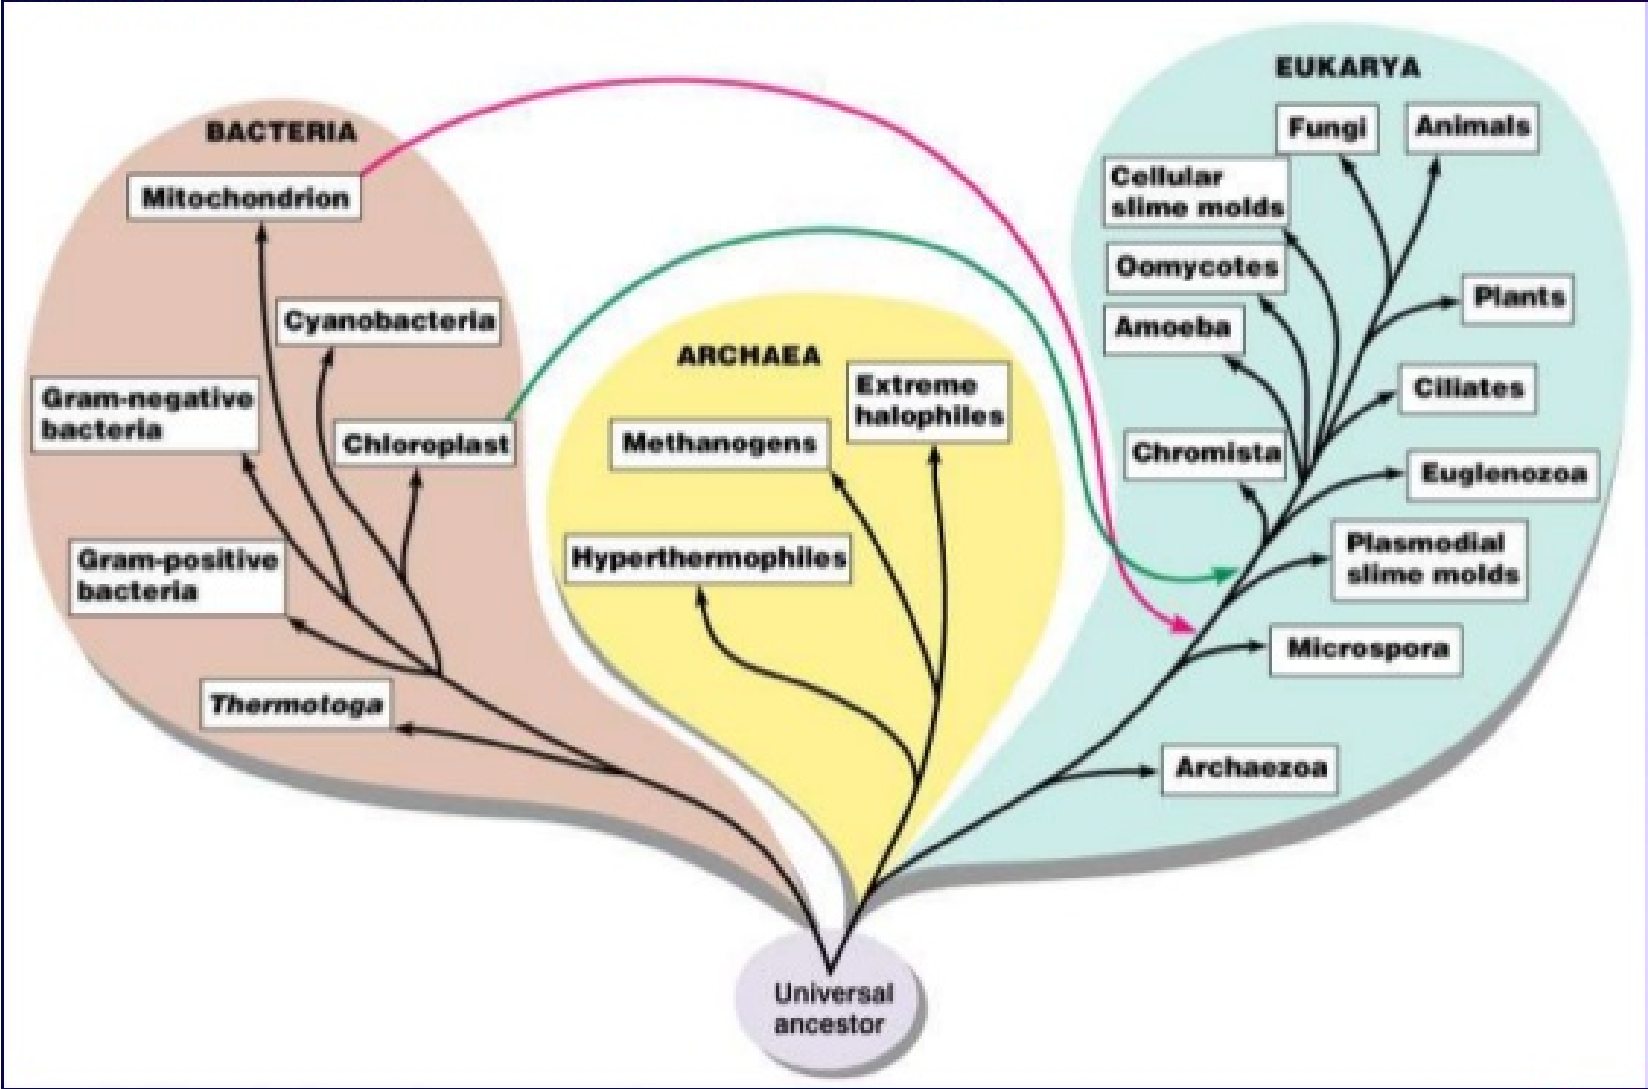 BACTERIA
Mitochondrion
Cyanobacteria
Gram-negative
bacteria
Chloroplast
Gram-positive
bacteria
Thermotoga
ARCHAEA
Extreme
halophiles
Methanogens
Hyperthermophiles
EUKARYA
Fungi
Animals
Cellular
slime molds
Oomycotes
Plants
Amoeba
Ciliates
Chromista
Euglenozoa
Plasmodial
slime molds
Microspora
Archaezoa
Universal
ancestor